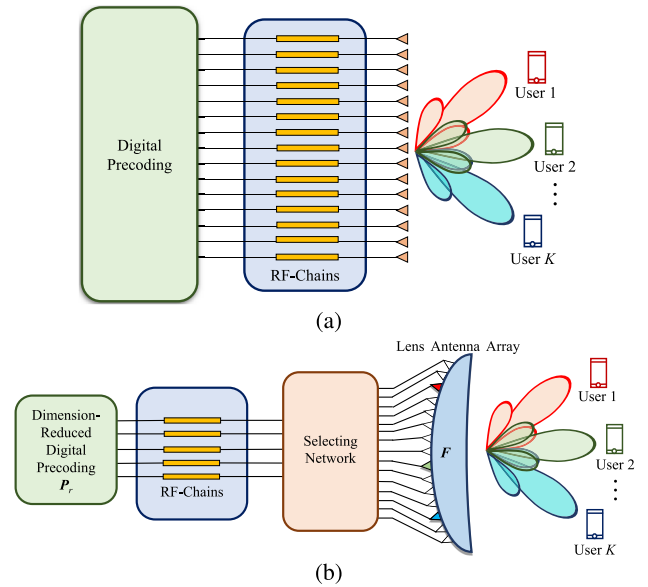 Digital
Precoding
RF-Chains
User 1
User 2
User K
(a)
Lens Antenna Array
Dimension-
Reduced
Digital
Precoding
P_r
RF-Chains
Selecting
Network
F
User 1
User 2
User K
(b)